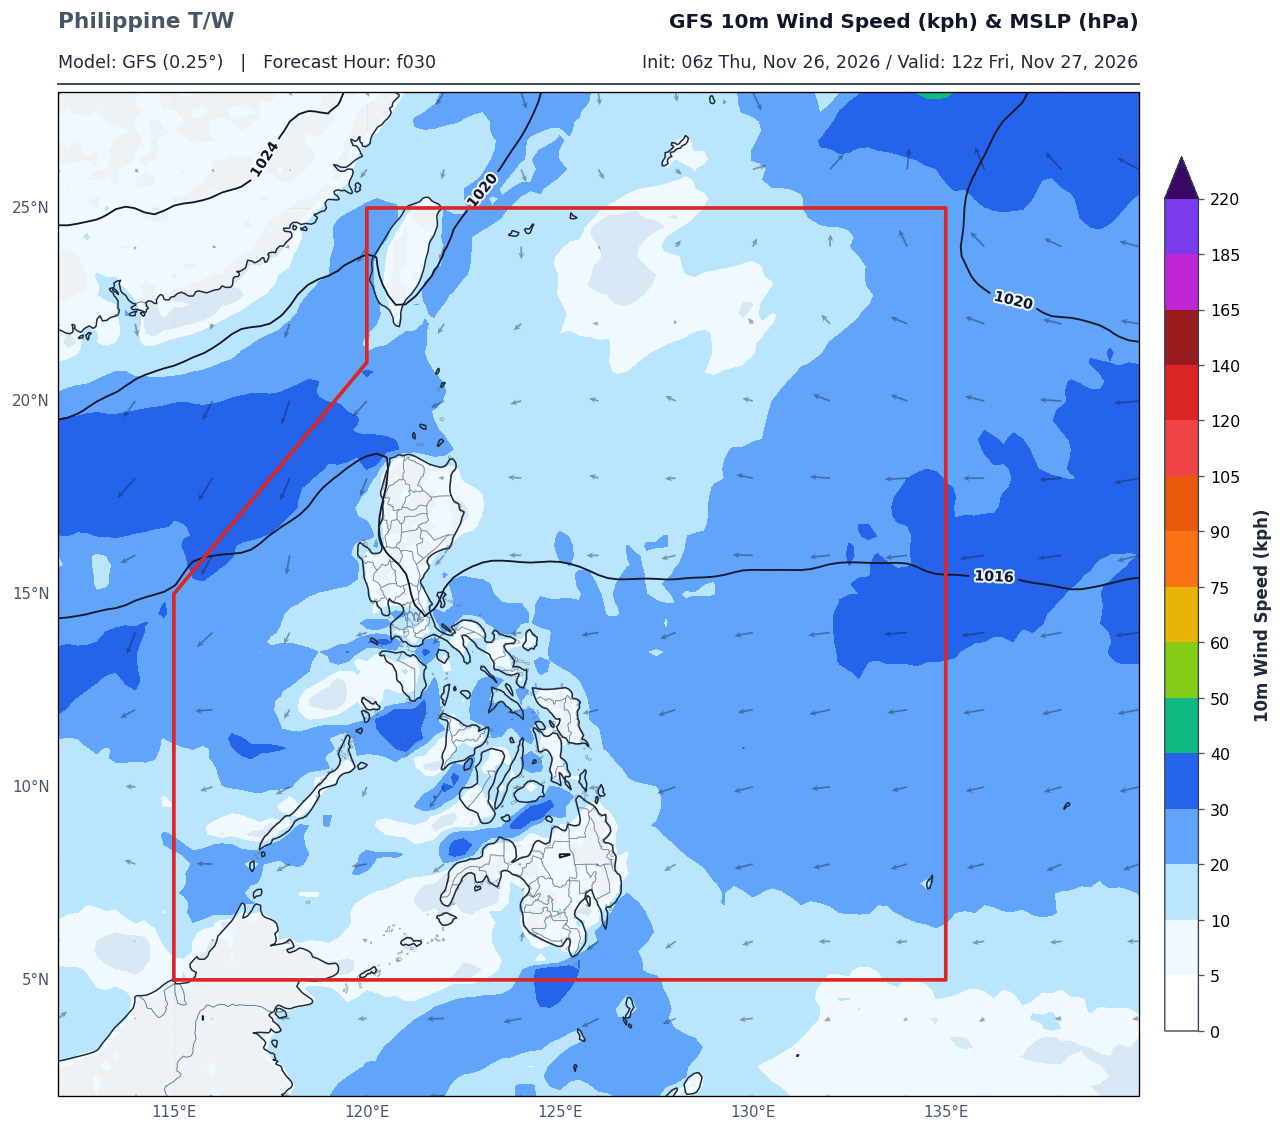 Philippine T/W
GFS 10m Wind Speed (kph) & MSLP (hPa)
Model: GFS (0.25°) | Forecast Hour: f030
Init: 06z Thu, Nov 26, 2026 / Valid: 12z Fri, Nov 27, 2026
1024
1020
1020
1016
25°N
20°N
15°N
10°N
5°N
115°E
120°E
125°E
130°E
135°E
220
185
165
140
120
105
90
75
60
50
40
30
20
10
5
0
10m Wind Speed (kph)